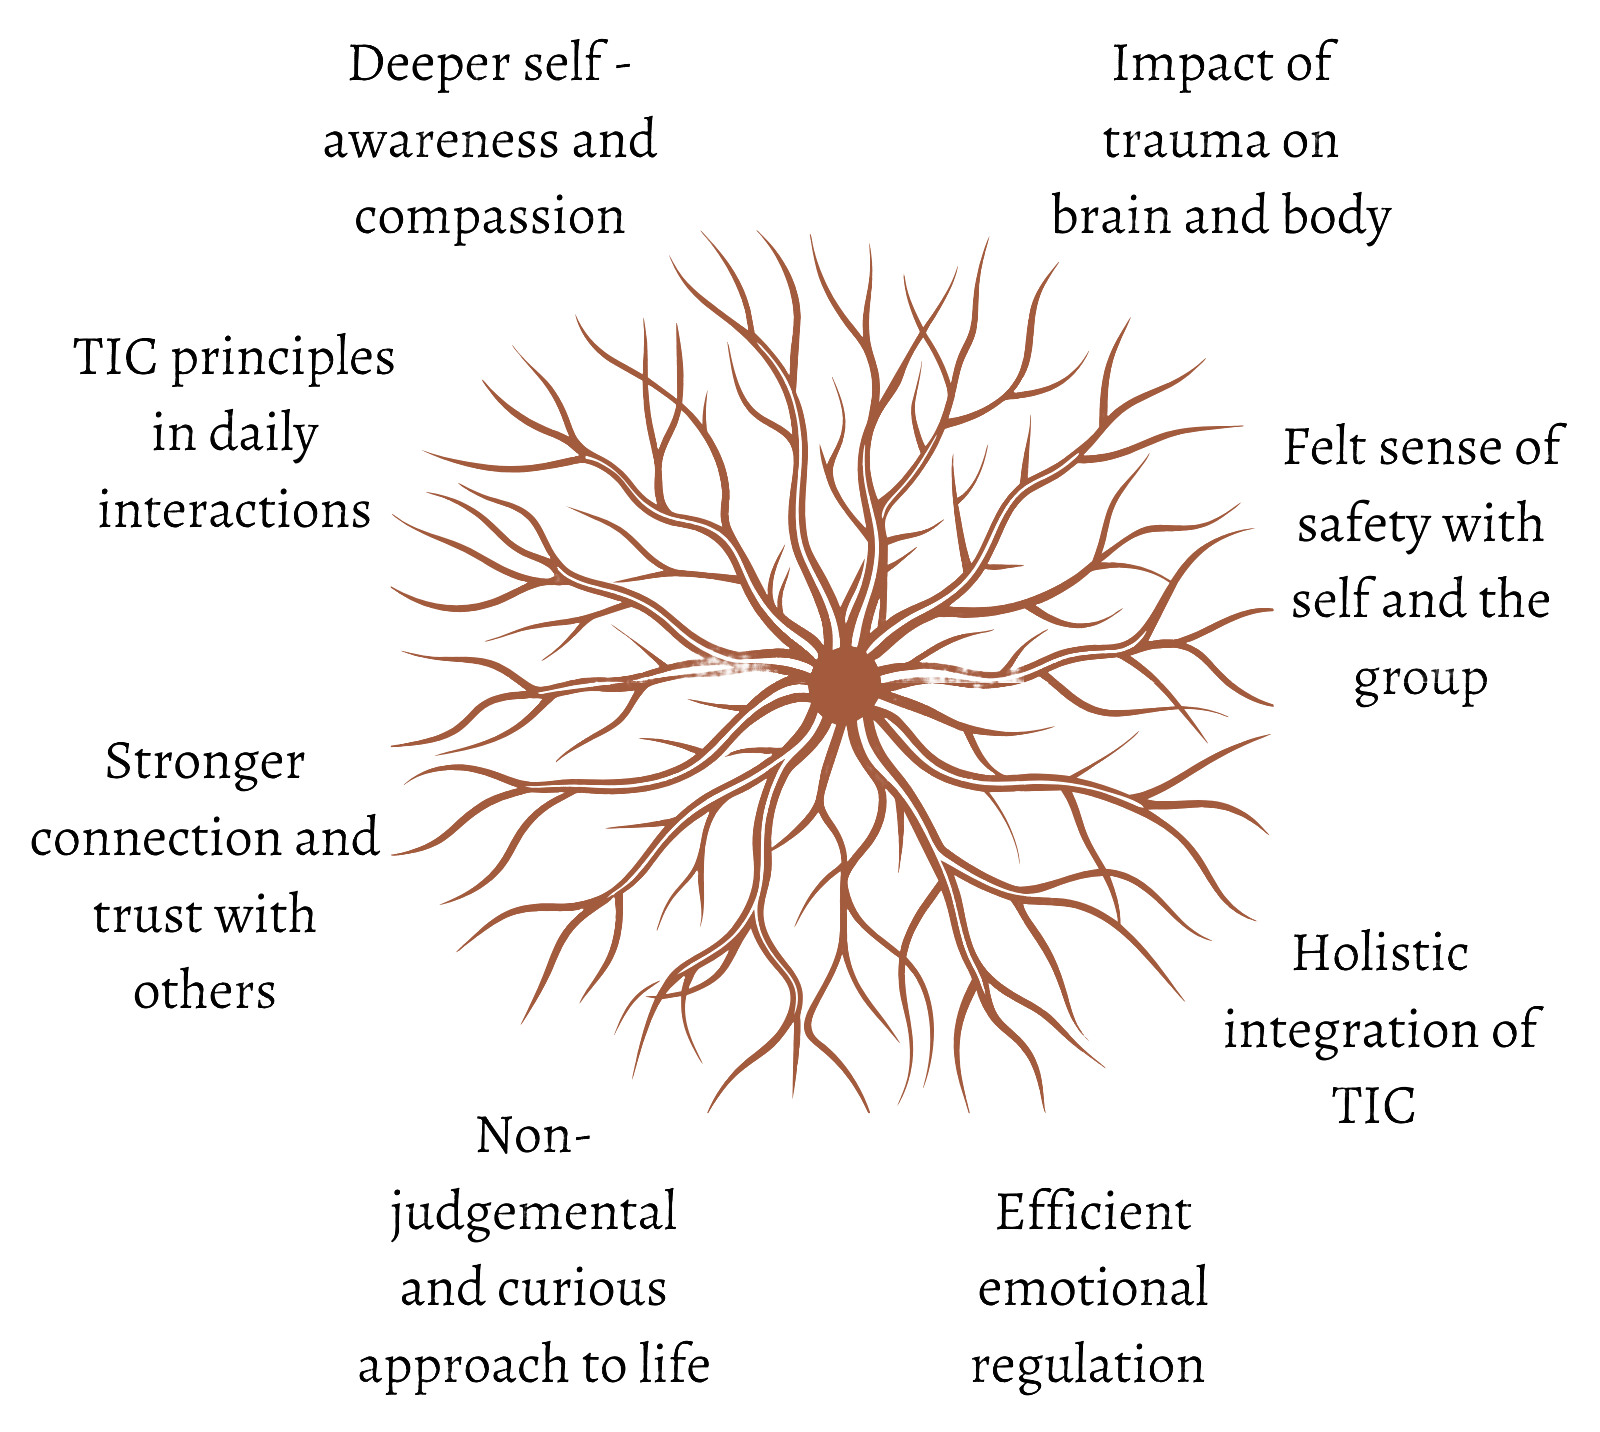 Deeper self -
awareness and
compassion
Impact of
trauma on
brain and body
TIC principles
in daily
interactions
Felt sense of
safety with
self and the
group
Stronger
connection and
trust with
others
Holistic
integration of
TIC
Non-
judgemental
and curious
approach to life
Efficient
emotional
regulation